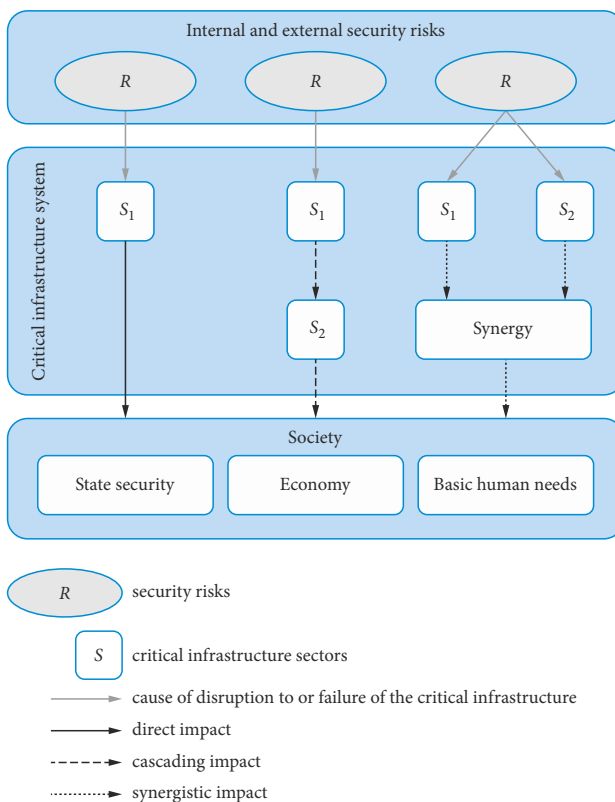 Internal and external security risks
R R R
Critical infrastructure system
S1 S1 S1 S2
S2 Synergy
Society
State security Economy Basic human needs
R security risks
S critical infrastructure sectors
cause of disruption to or failure of the critical infrastructure
direct impact
cascading impact
synergistic impact